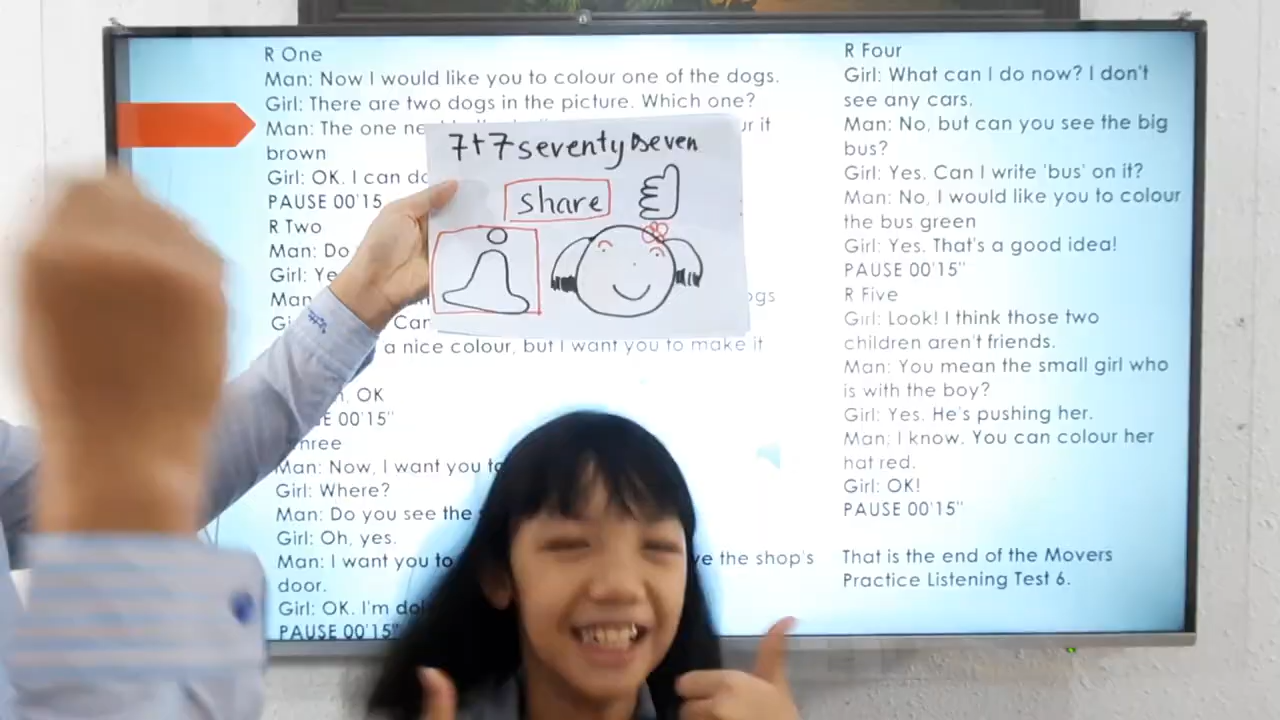 R One
Man: Now I would like you to colour one of the dogs.
Girl: There are two dogs in the picture. Which one?
Man: The one
brown
Girl: OK. I can
PAUSE 00'15
R Two
Man: Do
Girl:
Man
a nice colour, but I want you to make it
OK
00'15"
Man: Now, I want you to
Girl: Where?
Man: Do you see the
Girl: Oh, yes.
Man: I want you to
the shop's
door.
Girl: OK. I'm
PAUSE 00'15"
7+7 seventy seven
share
R Four
Girl: What can I do now? I don't
see any cars.
Man: No, but can you see the big
bus?
Girl: Yes. Can I write 'bus' on it?
Man: No, I would like you to colour
the bus green
Girl: Yes. That's a good idea!
PAUSE 00'15"
R Five
Girl: Look! I think those two
children aren't friends.
Man: You mean the small girl who
is with the boy?
Girl: Yes. He's pushing her.
Man: I know. You can colour her
hat red.
Girl: OK!
PAUSE 00'15"
That is the end of the Movers
Practice Listening Test 6.